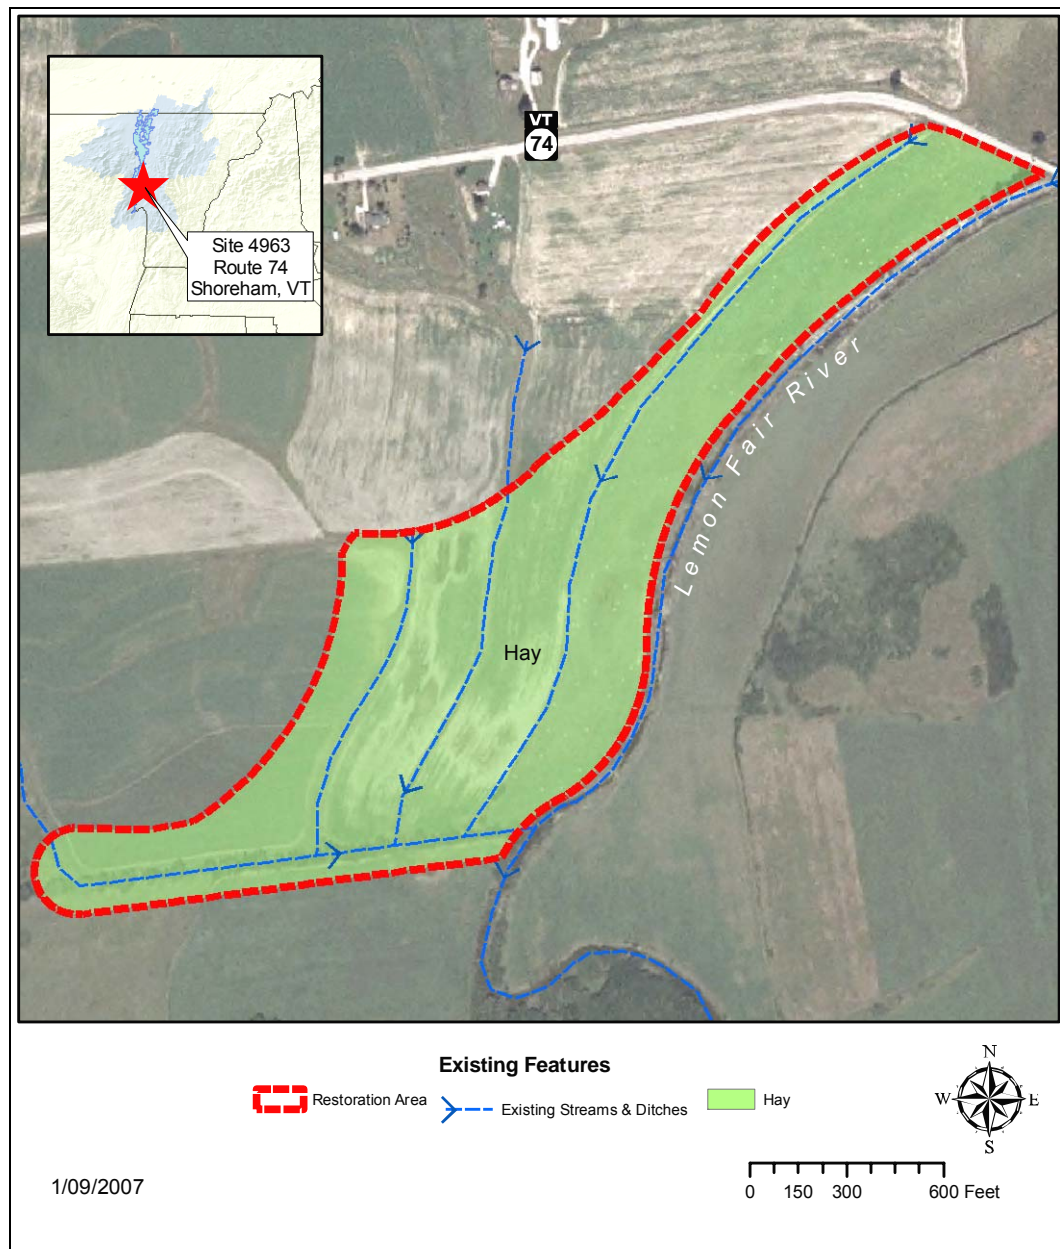 VT
74
Site 4963
Route 74
Shoreham, VT
Lemon Fair River
Hay
Existing Features
Restoration Area
Existing Streams & Ditches
Hay
N
W E
S
1/09/2007
0 150 300 600 Feet